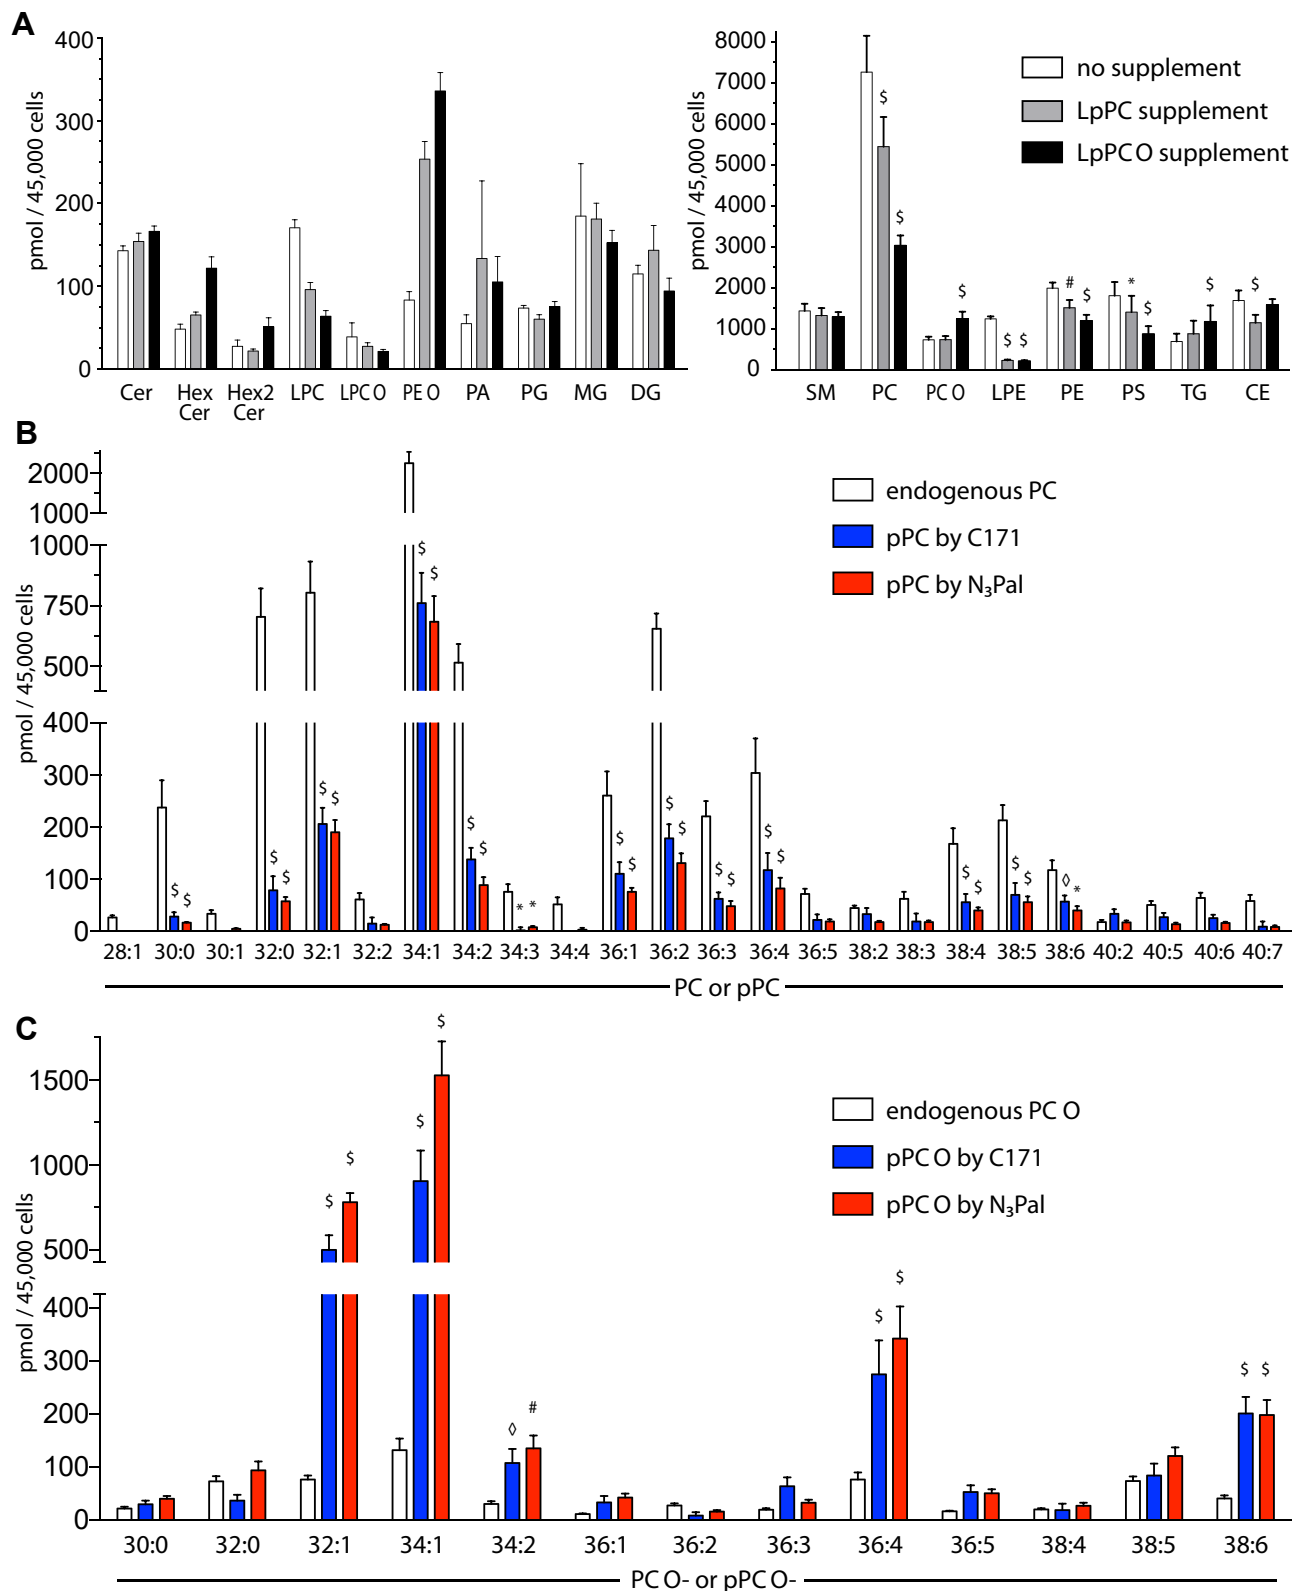 A
400
300
200
100
0
pmol / 45,000 cells
Cer
Hex
Cer
Hex2
Cer
LPC
LPC O
PE O
PA
PG
MG
DG
8000
7000
6000
5000
4000
3000
2000
1000
0
pmol / 45,000 cells
$
$
$
$ $
#
$
*
$
$
$
SM
PC
PC O
LPE
PE
PS
TG
CE
no supplement
LpPC supplement
LpPC O supplement
B
2000
1000
1000
750
500
400
300
200
100
0
pmol / 45,000 cells
endogenous PC
pPC by C171
pPC by N₃Pal
$ $
$ $
$ $
$ $
$ $
* *
$ $
$ $
$ $
$ $
$ $
$ $
◊ *
28:1 30:0 30:1 32:0 32:1 32:2 34:1 34:2 34:3 34:4 36:1 36:2 36:3 36:4 36:5 38:2 38:3 38:4 38:5 38:6 40:2 40:5 40:6 40:7
PC or pPC
C
1500
1000
500
400
300
200
100
0
pmol / 45,000 cells
endogenous PC O
pPC O by C171
pPC O by N₃Pal
$ $
$ $
◊ #
$ $
$ $
30:0 32:0 32:1 34:1 34:2 36:1 36:2 36:3 36:4 36:5 38:4 38:5 38:6
PC O- or pPC O-